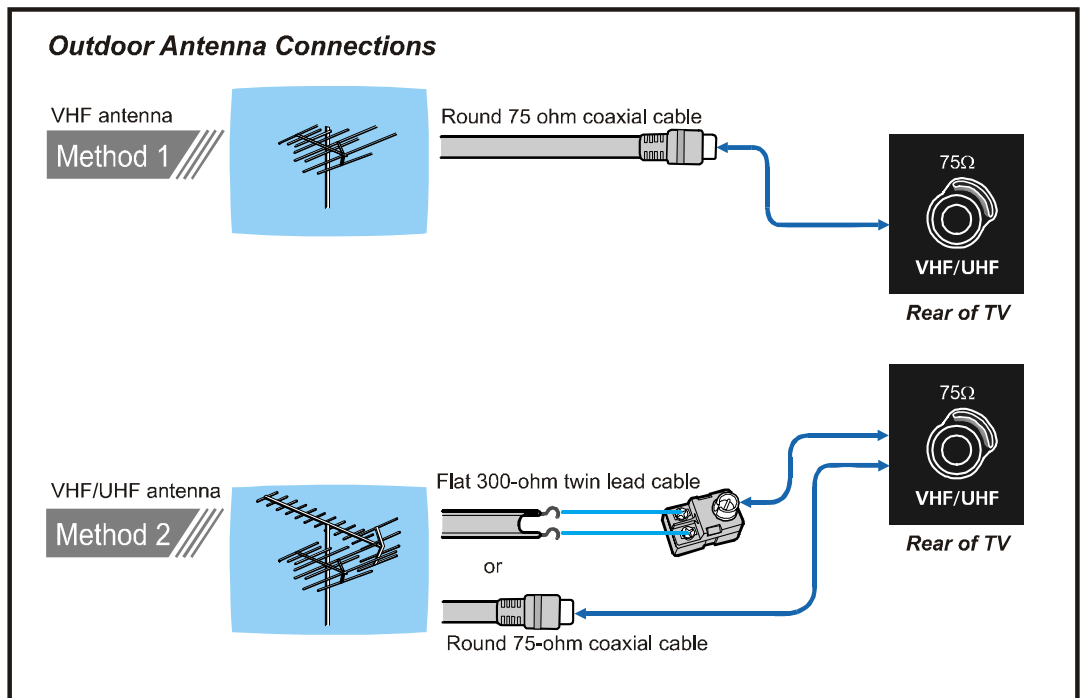 Outdoor Antenna Connections
VHF antenna
Method 1
Round 75 ohm coaxial cable
75Ω
VHF/UHF
Rear of TV
VHF/UHF antenna
Method 2
Flat 300-ohm twin lead cable
or
Round 75-ohm coaxial cable
75Ω
VHF/UHF
Rear of TV